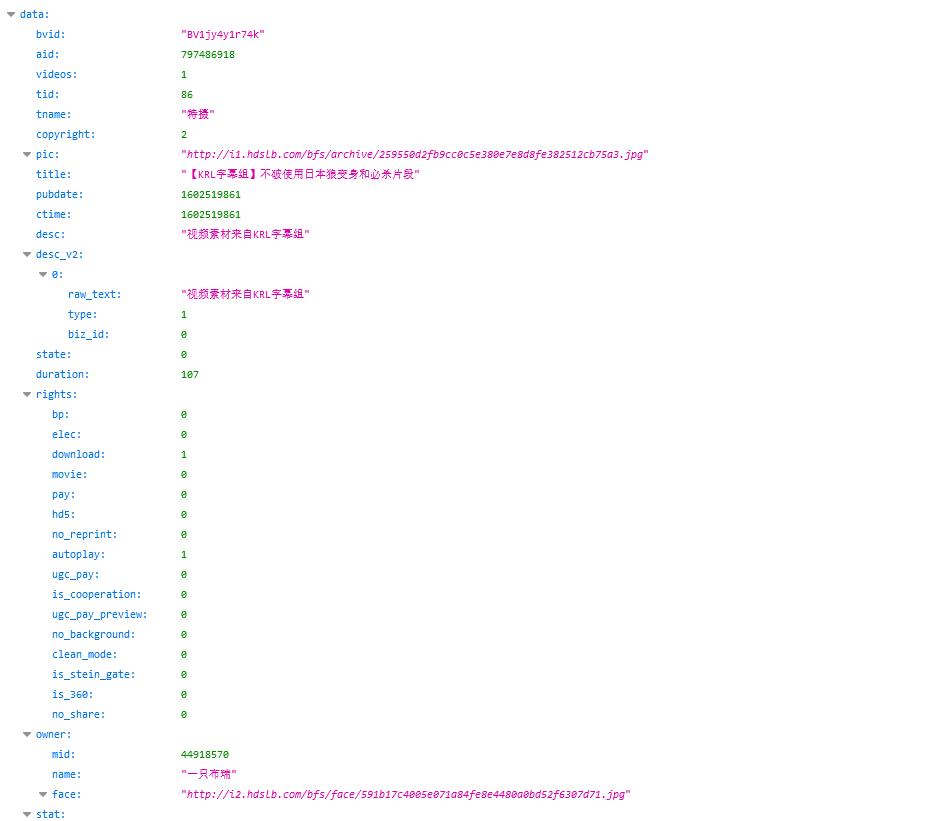 data:
bvid: "BV1jy4y1r74k"
aid: 797486918
videos: 1
tid: 86
tname: "特摄"
copyright: 2
pic: "http://i1.hdslb.com/bfs/archive/259550d2fb9cc0c5e380e7e8d8fe382512cb75a3.jpg"
title: "【KRL字幕组】不破使用日本狼变身和必杀片段"
pubdate: 1602519861
ctime: 1602519861
desc: "视频素材来自KRL字幕组"
desc_v2:
0:
raw_text: "视频素材来自KRL字幕组"
type: 1
biz_id: 0
state: 0
duration: 107
rights:
bp: 0
elec: 0
download: 1
movie: 0
pay: 0
hd5: 0
no_reprint: 0
autoplay: 1
ugc_pay: 0
is_cooperation: 0
ugc_pay_preview: 0
no_background: 0
clean_mode: 0
is_stein_gate: 0
is_360: 0
no_share: 0
owner:
mid: 44918570
name: "一只布瑞"
face: "http://i2.hdslb.com/bfs/face/591b17c4005e071a84fe8e4480a0bd52f6307d71.jpg"
stat: